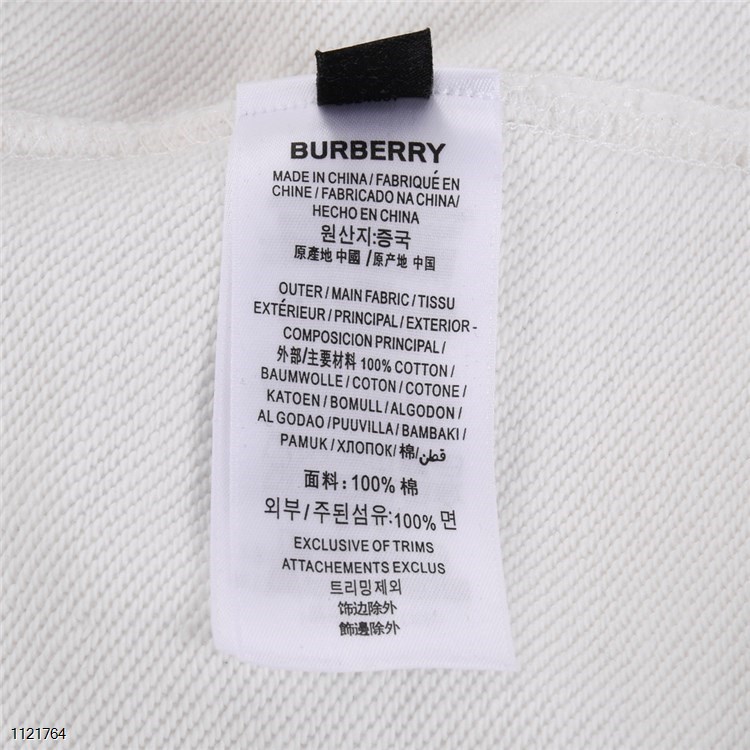 BURBERRY
MADE IN CHINA / FABRIQUÉ EN
CHINE / FABRICADO NA CHINA/
HECHO EN CHINA
원산지:중국
原產地 中國 /原产地 中国
OUTER / MAIN FABRIC / TISSU
EXTÉRIEUR / PRINCIPAL / EXTERIOR -
COMPOSICION PRINCIPAL /
外部/主要材料 100% COTTON /
BAUMWOLLE / COTON / COTONE /
KATOEN / BOMULL / ALGODON /
AL GODAO / PUUVILLA / BAMBAKI /
PAMUK / ХЛОПОК/ 棉/قطن
面料: 100% 棉
외부 / 주된섬유:100% 면
EXCLUSIVE OF TRIMS
ATTACHEMENTS EXCLUS
트리밍제외
饰边除外
飾邊除外
1121764